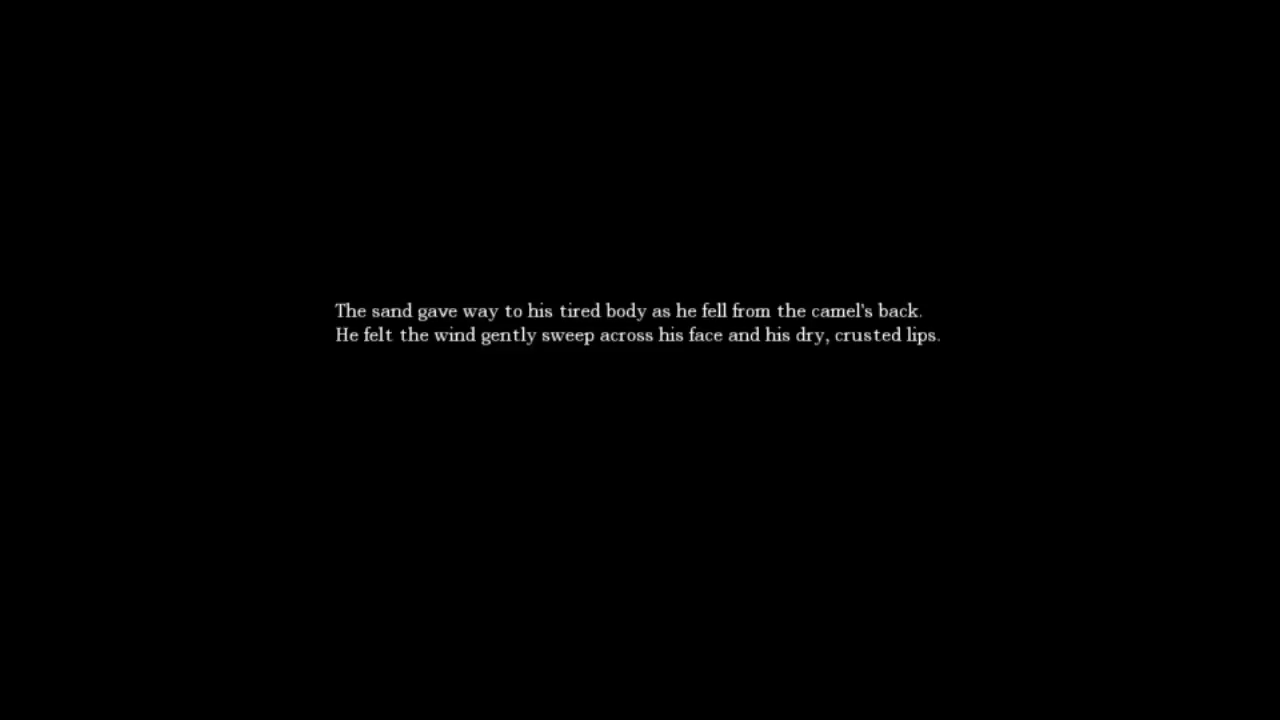 The sand gave way to his tired body as he fell from the camel's back.
He felt the wind gently sweep across his face and his dry, crusted lips.